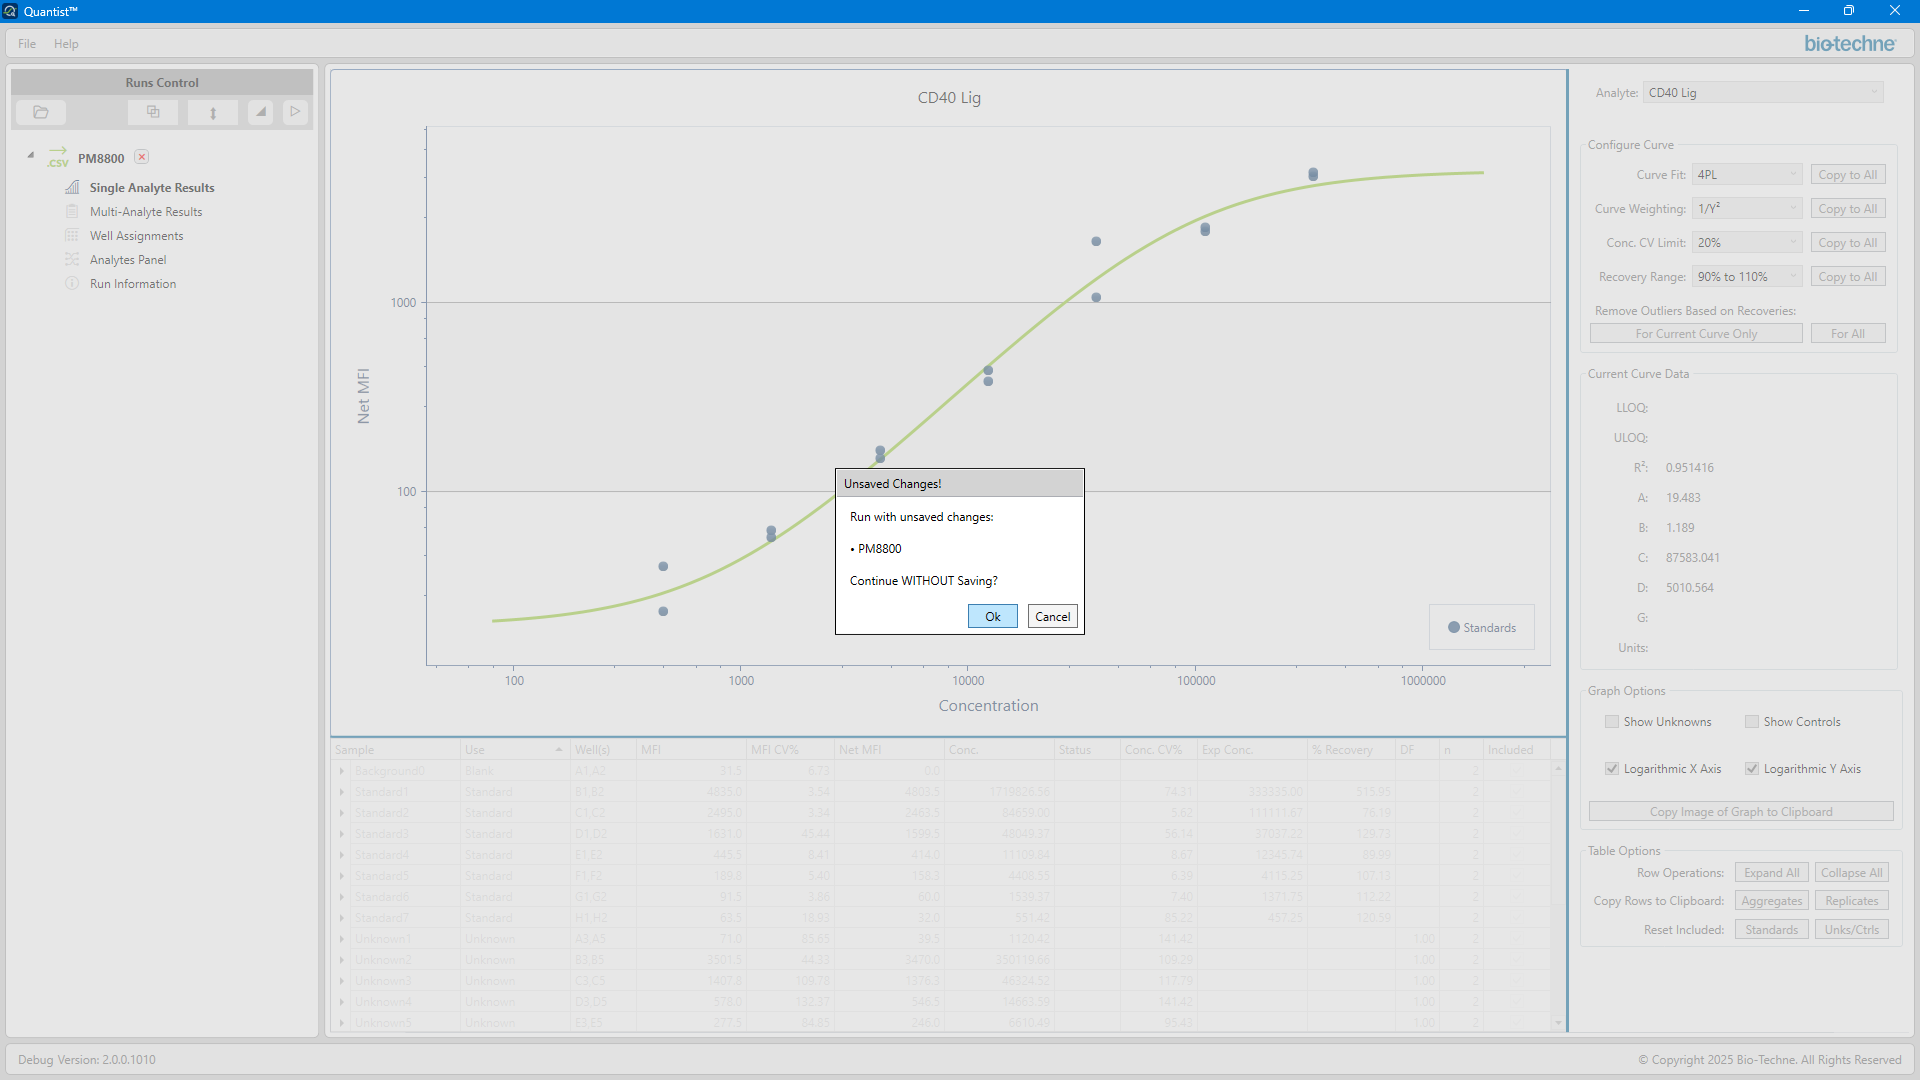 Quantist™
File Help
bio-techne
Runs Control
.CSV PM8800
Single Analyte Results
Multi-Analyte Results
Well Assignments
Analytes Panel
Run Information
CD40 Lig
Net MFI
1000
100
100 1000 10000 100000 1000000
Concentration
Standards
Unsaved Changes!
Run with unsaved changes:
• PM8800
Continue WITHOUT Saving?
Ok Cancel
Sample Use Well(s) MFI MFI CV% Net MFI Conc. Status Conc. CV% Exp Conc. % Recovery DF n Included
Background0 Blank A1,A2 31.5 6.73 0.0 2 -
Standard1 Standard B1,B2 4835.0 3.54 4803.5 1719826.56 74.31 333335.00 515.95 2 -
Standard2 Standard C1,C2 2495.0 3.34 2463.5 84659.00 5.62 111111.67 76.19 2 -
Standard3 Standard D1,D2 1631.0 45.44 1599.5 48049.37 56.14 37037.22 129.73 2 -
Standard4 Standard E1,E2 445.5 8.41 414.0 11109.84 8.67 12345.74 89.99 2 -
Standard5 Standard F1,F2 189.8 5.40 158.3 4408.55 6.39 4115.25 107.13 2 -
Standard6 Standard G1,G2 91.5 3.86 60.0 1539.37 7.40 1371.75 112.22 2 -
Standard7 Standard H1,H2 63.5 18.93 32.0 551.42 85.22 457.25 120.59 2 -
Unknown1 Unknown A3,A5 71.0 85.65 39.5 1120.42 141.42 1.00 2 -
Unknown2 Unknown B3,B5 3501.5 44.33 3470.0 350119.66 109.29 1.00 2 -
Unknown3 Unknown C3,C5 1407.8 109.78 1376.3 46324.52 117.79 1.00 2 -
Unknown4 Unknown D3,D5 578.0 132.37 546.5 14663.59 141.42 1.00 2 -
Unknown5 Unknown E3,E5 277.5 84.85 246.0 6610.49 95.43 1.00 2 -
Analyte: CD40 Lig
Configure Curve
Curve Fit: 4PL Copy to All
Curve Weighting: 1/Y² Copy to All
Conc. CV Limit: 20% Copy to All
Recovery Range: 90% to 110% Copy to All
Remove Outliers Based on Recoveries:
For Current Curve Only For All
Current Curve Data
LLOQ:
ULOQ:
R²: 0.951416
A: 19.483
B: 1.189
C: 87583.041
D: 5010.564
G:
Units:
Graph Options
Show Unknowns Show Controls
Logarithmic X Axis Logarithmic Y Axis
Copy Image of Graph to Clipboard
Table Options
Row Operations: Expand All Collapse All
Copy Rows to Clipboard: Aggregates Replicates
Reset Included: Standards Unks/Ctrls
Debug Version: 2.0.0.1010
© Copyright 2025 Bio-Techne. All Rights Reserved